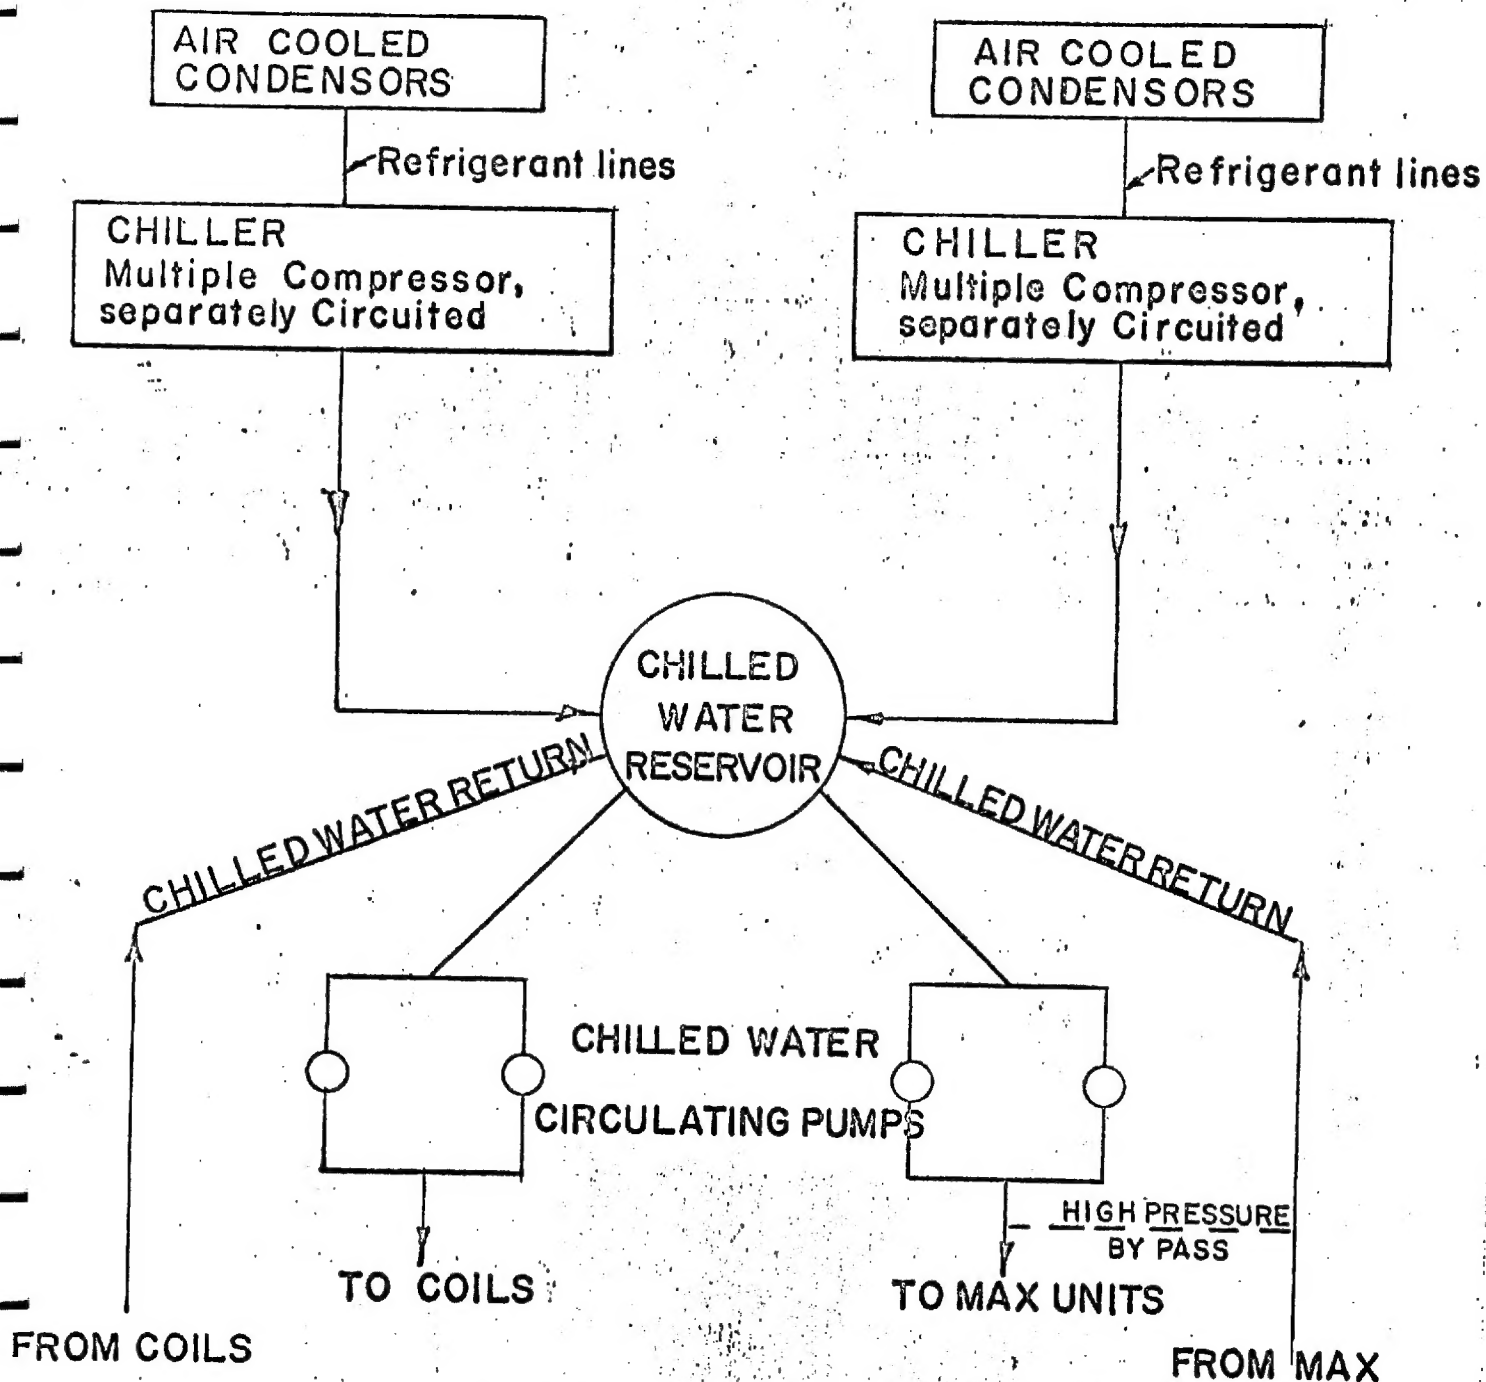 AIR COOLED
CONDENSORS
AIR COOLED
CONDENSORS
Refrigerant lines
Refrigerant lines
CHILLER
Multiple Compressor,
separately Circuited
CHILLER
Multiple Compressor,
separately Circuited
CHILLED
WATER
RESERVOIR
CHILLED WATER RETURN
CHILLED WATER RETURN
CHILLED WATER
CIRCULATING PUMPS
HIGH PRESSURE
BY PASS
TO COILS
TO MAX UNITS
FROM COILS
FROM MAX